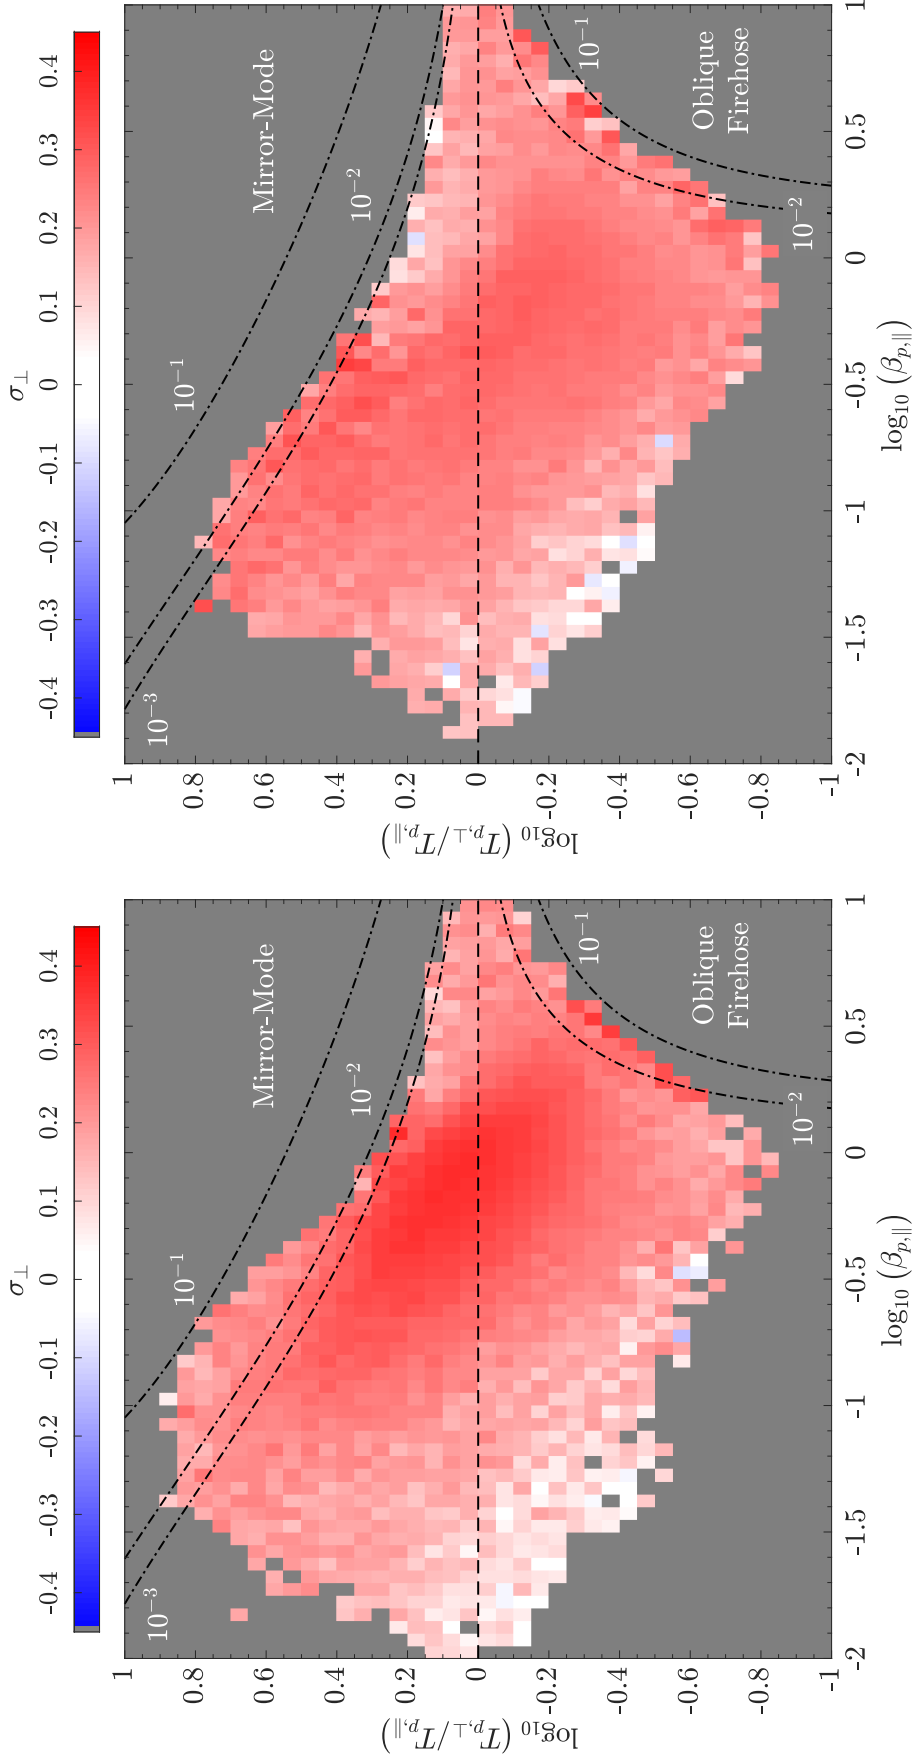 σ⊥
-0.4 -0.3 -0.2 -0.1 0 0.1 0.2 0.3 0.4
log₁₀ (T_{p,⊥}/T_{p,∥})
1
0.8
0.6
0.4
0.2
0
-0.2
-0.4
-0.6
-0.8
-1
10⁻³
10⁻¹
10⁻²
Mirror-Mode
10⁻¹
Oblique
Firehose
10⁻²
-2 -1.5 -1 -0.5 0 0.5 1
log₁₀ (β_{p,∥})
σ⊥
-0.4 -0.3 -0.2 -0.1 0 0.1 0.2 0.3 0.4
log₁₀ (T_{p,⊥}/T_{p,∥})
1
0.8
0.6
0.4
0.2
0
-0.2
-0.4
-0.6
-0.8
-1
10⁻³
10⁻¹
10⁻²
Mirror-Mode
10⁻¹
Oblique
Firehose
10⁻²
-2 -1.5 -1 -0.5 0 0.5 1
log₁₀ (β_{p,∥})